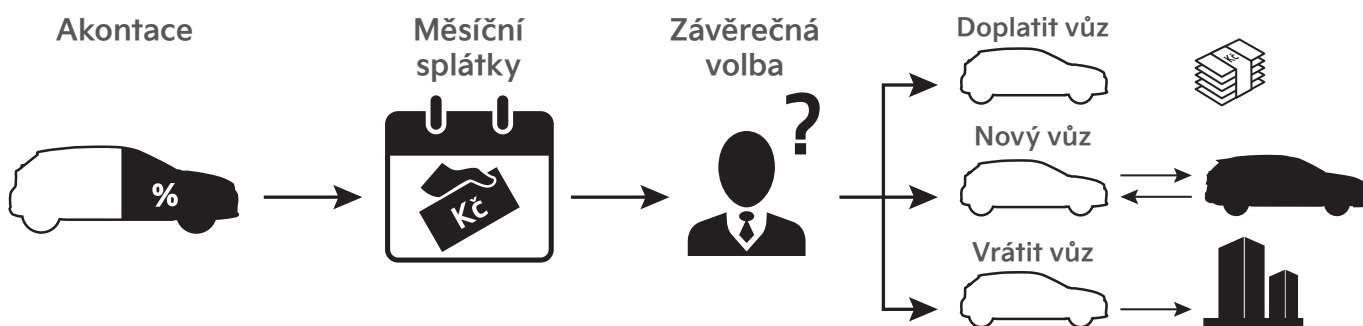 Akontace
%
Měsíční
splátky
Kč
Závěrečná
volba
?
Doplatit vůz
Kč
Nový vůz
Vrátit vůz